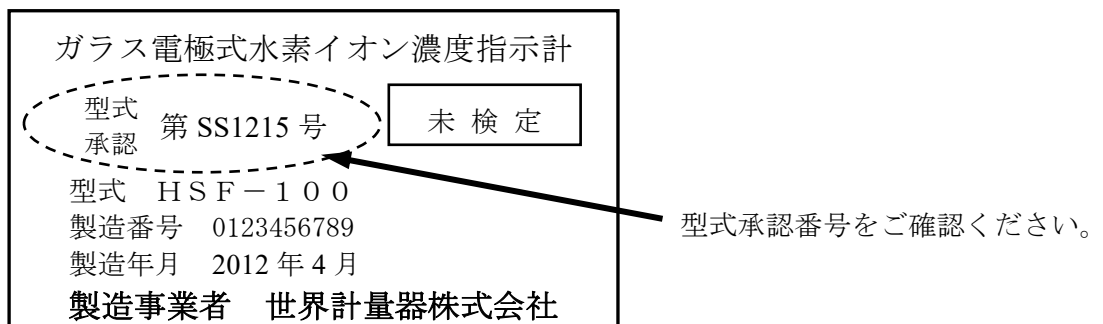 ガラス電極式水素イオン濃度指示計
型式
承認
第 SS1215 号
未 検 定
型式 ＨＳＦ－１００
製造番号 0123456789
製造年月 2012 年 4 月
製造事業者 世界計量器株式会社
型式承認番号をご確認ください。